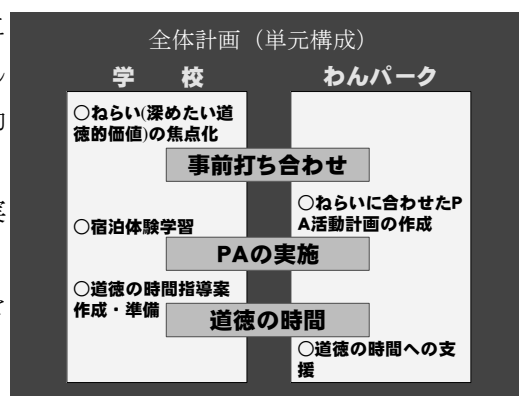 全体計画（単元構成）
学　校
わんパーク
○ねらい(深めたい道
徳的価値)の焦点化
事前打ち合わせ
○ねらいに合わせたP
A活動計画の作成
○宿泊体験学習
PAの実施
○道徳の時間指導案
作成・準備
道徳の時間
○道徳の時間への支
援